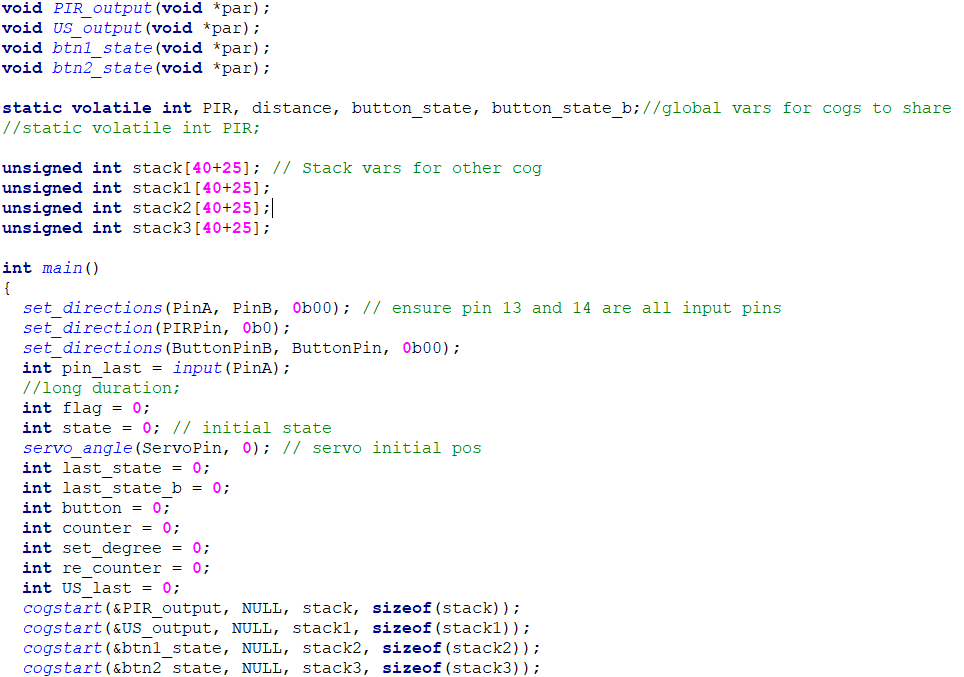 void PIR_output(void *par);
void US_output(void *par);
void btn1_state(void *par);
void btn2_state(void *par);
static volatile int PIR, distance, button_state, button_state_b;//global vars for cogs to share
//static volatile int PIR;
unsigned int stack[40+25]; // Stack vars for other cog
unsigned int stack1[40+25];
unsigned int stack2[40+25];
unsigned int stack3[40+25];
int main()
{
  set_directions(PinA, PinB, 0b00); // ensure pin 13 and 14 are all input pins
  set_direction(PIRPin, 0b0);
  set_directions(ButtonPinB, ButtonPin, 0b00);
  int pin_last = input(PinA);
  //long duration;
  int flag = 0;
  int state = 0; // initial state
  servo_angle(ServoPin, 0); // servo initial pos
  int last_state = 0;
  int last_state_b = 0;
  int button = 0;
  int counter = 0;
  int set_degree = 0;
  int re_counter = 0;
  int US_last = 0;
  cogstart(&PIR_output, NULL, stack, sizeof(stack));
  cogstart(&US_output, NULL, stack1, sizeof(stack1));
  cogstart(&btn1_state, NULL, stack2, sizeof(stack2));
  cogstart(&btn2_state, NULL, stack3, sizeof(stack3));